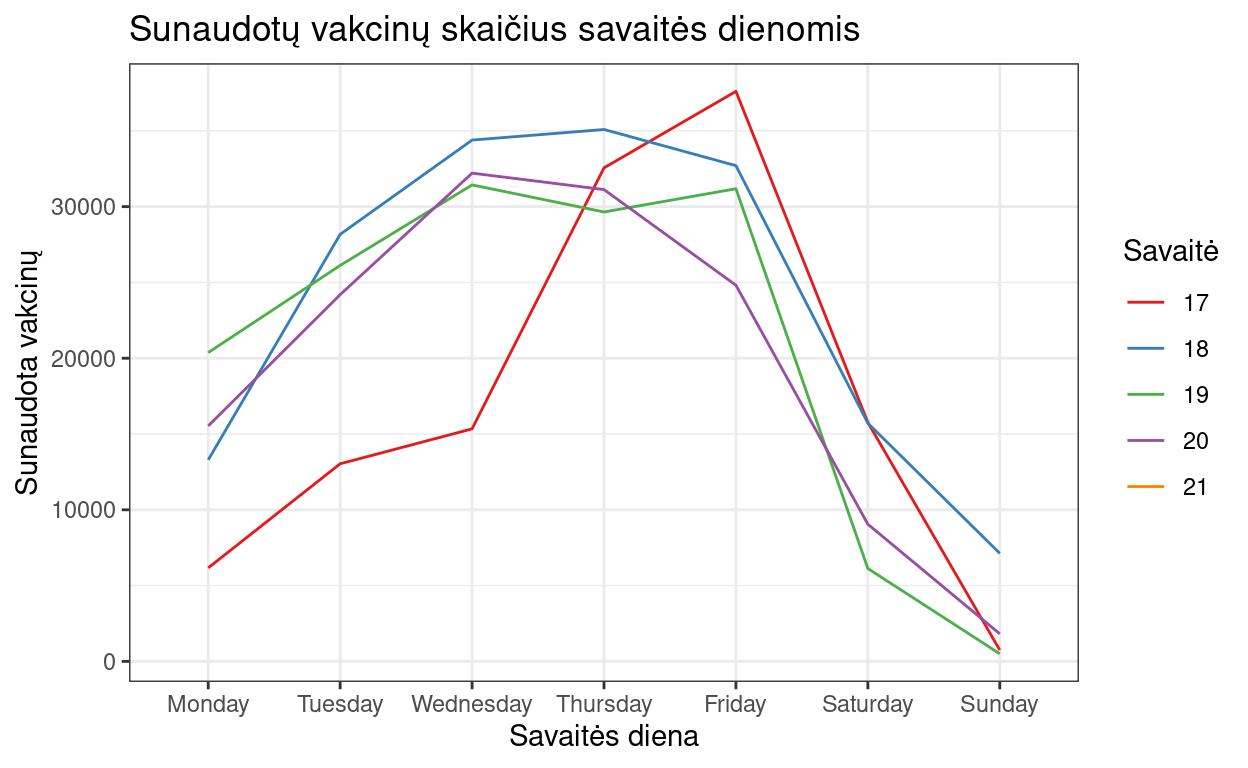 Sunaudotų vakcinų skaičius savaitės dienomis
Sunaudota vakcinų
30000
20000
10000
0
Monday Tuesday Wednesday Thursday Friday Saturday Sunday
Savaitės diena
Savaitė
17
18
19
20
21